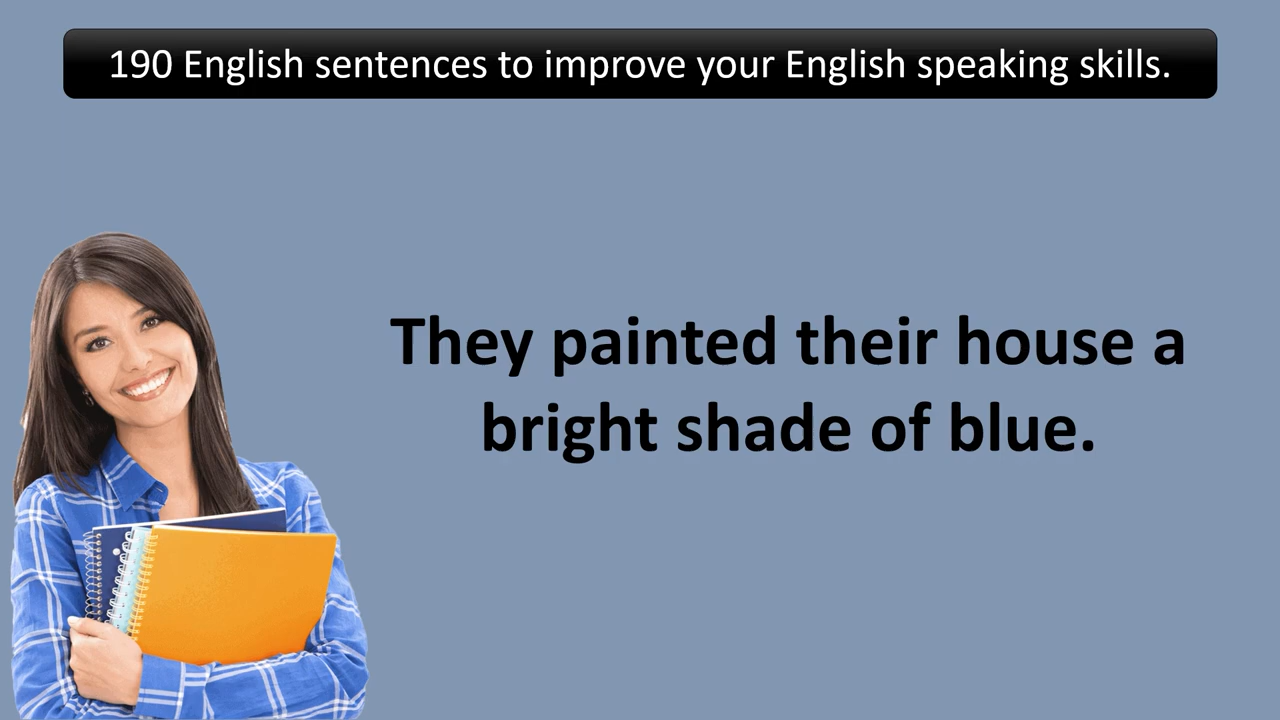 190 English sentences to improve your English speaking skills.
They painted their house a
bright shade of blue.